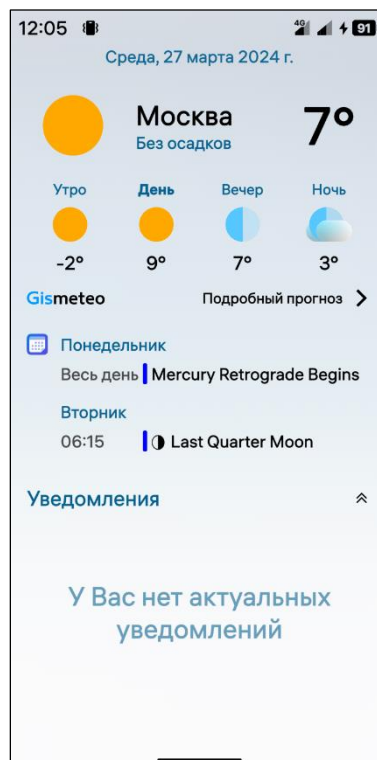 12:05 4G 91
Среда, 27 марта 2024 г.
Москва
Без осадков
7°
Утро День Вечер Ночь
-2° 9° 7° 3°
Gismeteo Подробный прогноз
Понедельник
Весь день Mercury Retrograde Begins
Вторник
06:15 Last Quarter Moon
Уведомления
У Вас нет актуальных
уведомлений